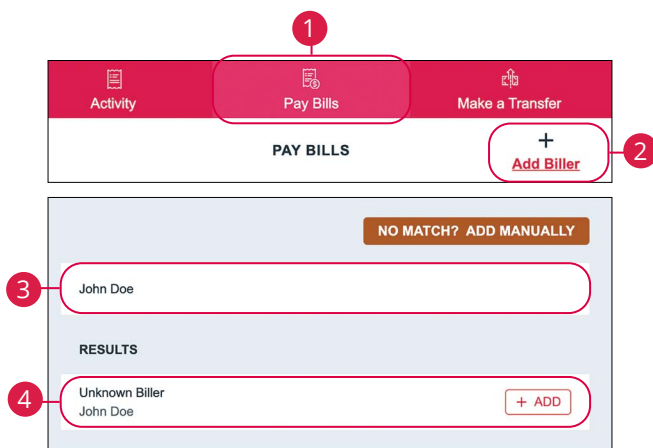 1
Activity
Pay Bills
Make a Transfer
PAY BILLS
+
Add Biller
2
NO MATCH? ADD MANUALLY
3
John Doe
RESULTS
4
Unknown Biller
John Doe
+ ADD